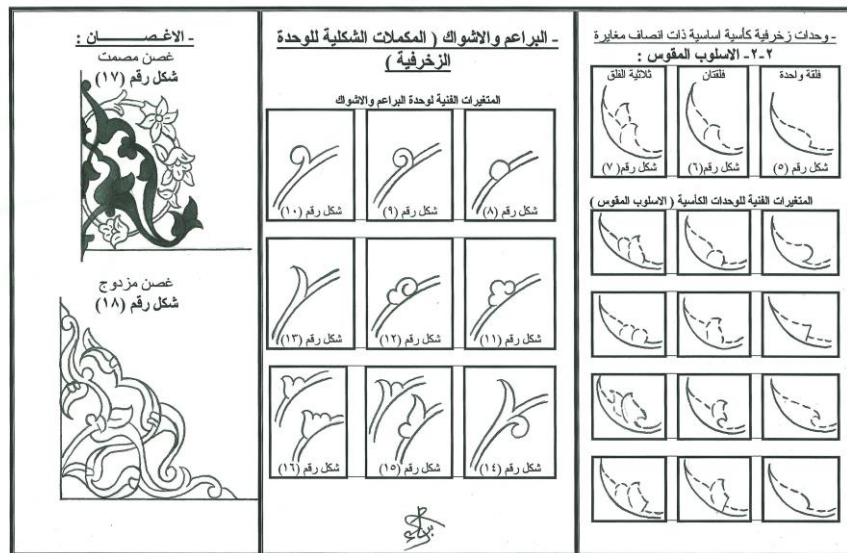 - وحدات زخرفية كأسية اساسية ذات انصاف مغايرة
٢-٢- الاسلوب المقوس :
فلقة واحدة
فلقتان
ثلاثية الفلق
شكل رقم (٥)
شكل رقم(٦)
شكل رقم( ٧)
المتغيرات الفنية للوحدات الكأسية ( الاسلوب المقوس )
- البراعم والاشواك ( المكملات الشكلية للوحدة
الزخرفية )
المتغيرات الفنية لوحدة البراعم والاشواك
شكل رقم (٨)
شكل رقم (٩)
شكل رقم (١٠)
شكل رقم (١١)
شكل رقم (١٢)
شكل رقم (١٣)
شكل رقم (١٤)
شكل رقم (١٥)
شكل رقم (١٦)
- الاغصـــــان :
غصن مصمت
شكل رقم (١٧)
غصن مزدوج
شكل رقم (١٨)